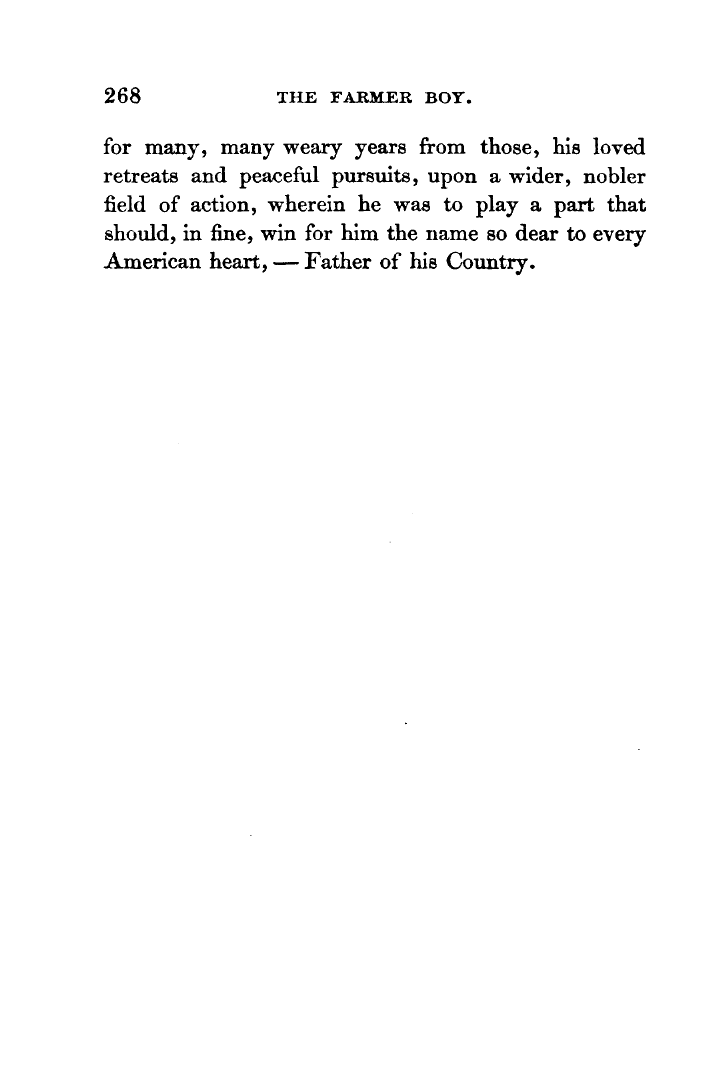 268 THE FARMER BOY.
for many, many weary years from those, his loved
retreats and peaceful pursuits, upon a wider, nobler
field of action, wherein he was to play a part that
should, in fine, win for him the name so dear to every
American heart, — Father of his Country.